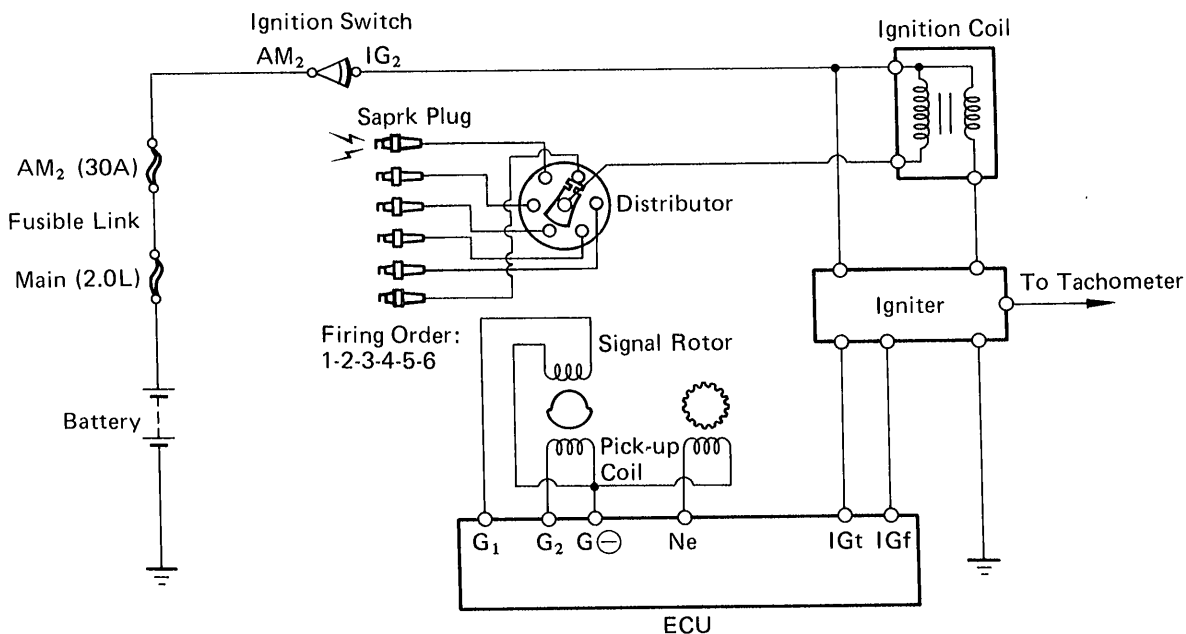 Ignition Switch
AM₂ IG₂
Ignition Coil
Saprk Plug
AM₂ (30A)
Distributor
Fusible Link
Main (2.0L)
To Tachometer
Igniter
Firing Order:
1-2-3-4-5-6
Signal Rotor
Battery
Pick-up
Coil
G₁ G₂ G⊖ Ne IGt IGf
ECU